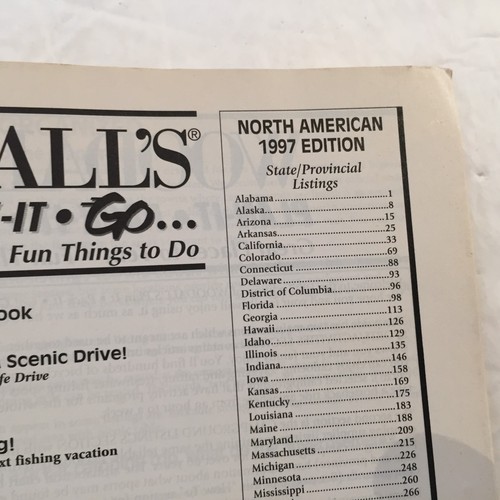 ALL'S®
-IT • GO...
Fun Things to Do
ook
Scenic Drive!
fe Drive
g!
xt fishing vacation
NORTH AMERICAN
1997 EDITION
State/Provincial
Listings
Alabama 1
Alaska 8
Arizona 15
Arkansas 25
California 33
Colorado 69
Connecticut 88
Delaware 93
District of Columbia 96
Florida 98
Georgia 113
Hawaii 126
Idaho 129
Illinois 135
Indiana 146
Iowa 158
Kansas 169
Kentucky 175
Louisiana 183
Maine 188
Maryland 209
Massachusetts 215
Michigan 226
Minnesota 248
Mississippi 260
266